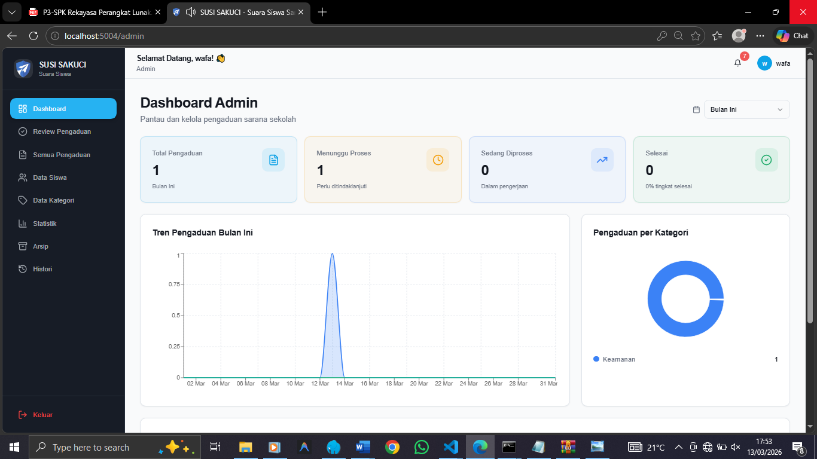 P3-SPK Rekayasa Perangkat Lunak
SUSI SAKUCI - Suara Siswa Sa
localhost:5004/admin
Chat
SUSI SAKUCI
Suara Siswa
Dashboard
Review Pengaduan
Semua Pengaduan
Data Siswa
Data Kategori
Statistik
Arsip
Histori
Keluar
Selamat Datang, wafa!
Admin
7
w
wafa
Dashboard Admin
Pantau dan kelola pengaduan sarana sekolah
Bulan Ini
Total Pengaduan
1
Bulan Ini
Menunggu Proses
1
Perlu ditindaklanjuti
Sedang Diproses
0
Dalam pengerjaan
Selesai
0
0% tingkat selesai
Tren Pengaduan Bulan Ini
1
0.75
0.5
0.25
0
02 Mar 04 Mar 06 Mar 08 Mar 10 Mar 12 Mar 14 Mar 16 Mar 18 Mar 20 Mar 22 Mar 24 Mar 26 Mar 28 Mar 31 Mar
Pengaduan per Kategori
Keamanan 1
Type here to search
21°C
17:53
13/03/2026
8